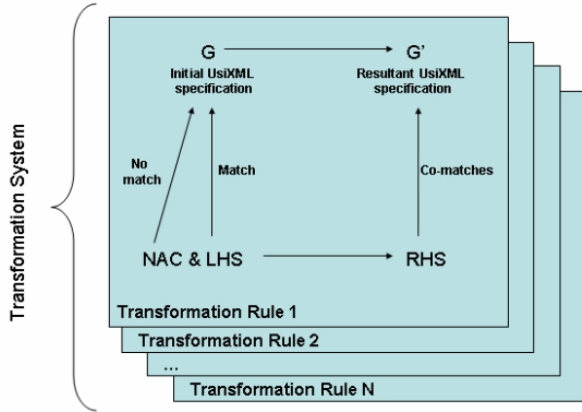 Transformation System
G
G'
Initial UsiXML
specification
Resultant UsiXML
specification
No
match
Match
Co-matches
NAC & LHS
RHS
Transformation Rule 1
Transformation Rule 2
...
Transformation Rule N